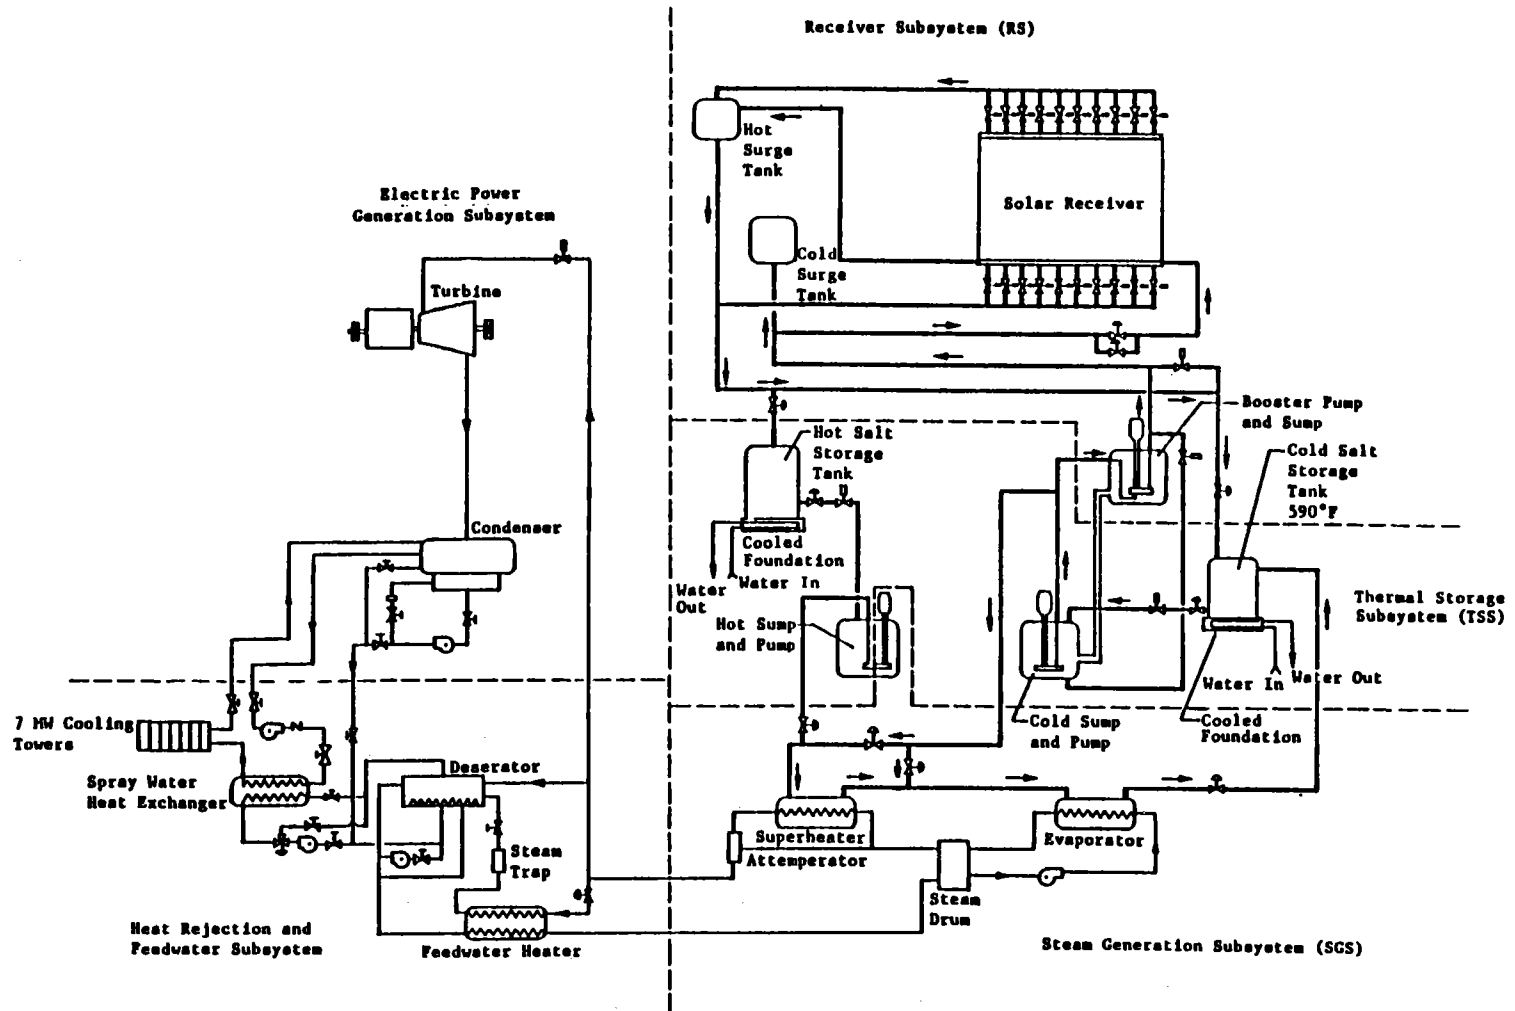 Receiver Subsystem (RS)
Hot
Surge
Tank
Solar Receiver
Cold
Surge
Tank
Electric Power
Generation Subsystem
Turbine
Booster Pump
and Sump
Hot Salt
Storage
Tank
Cold Salt
Storage
Tank
590°F
Condenser
Cooled
Foundation
Water In
Water
Out
Thermal Storage
Subsystem (TSS)
Hot Sump
and Pump
Water In
Water Out
Cold Sump
and Pump
Cooled
Foundation
7 MW Cooling
Towers
Spray Water
Heat Exchanger
Deaerator
Steam
Trap
Superheater
Attemperator
Evaporator
Steam
Drum
Heat Rejection and
Feedwater Subsystem
Feedwater Heater
Steam Generation Subsystem (SGS)